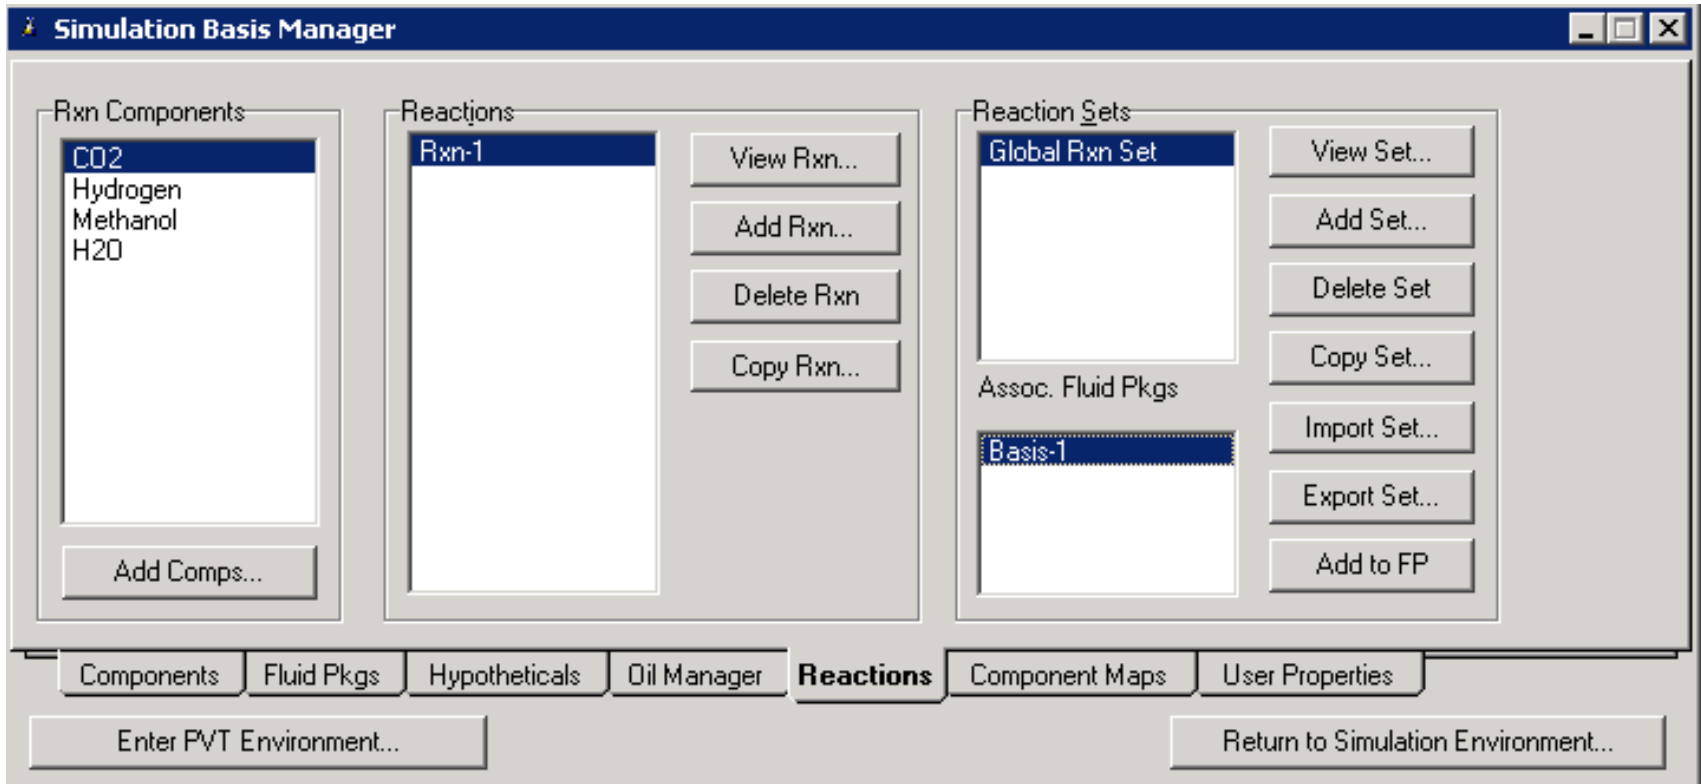 Simulation Basis Manager
Rxn Components
CO2
Hydrogen
Methanol
H2O
Add Comps...
Reactions
Rxn-1
View Rxn...
Add Rxn...
Delete Rxn
Copy Rxn...
Reaction Sets
Global Rxn Set
Assoc. Fluid Pkgs
Basis-1
View Set...
Add Set...
Delete Set
Copy Set...
Import Set...
Export Set...
Add to FP
Components Fluid Pkgs Hypotheticals Oil Manager Reactions Component Maps User Properties
Enter PVT Environment... Return to Simulation Environment...